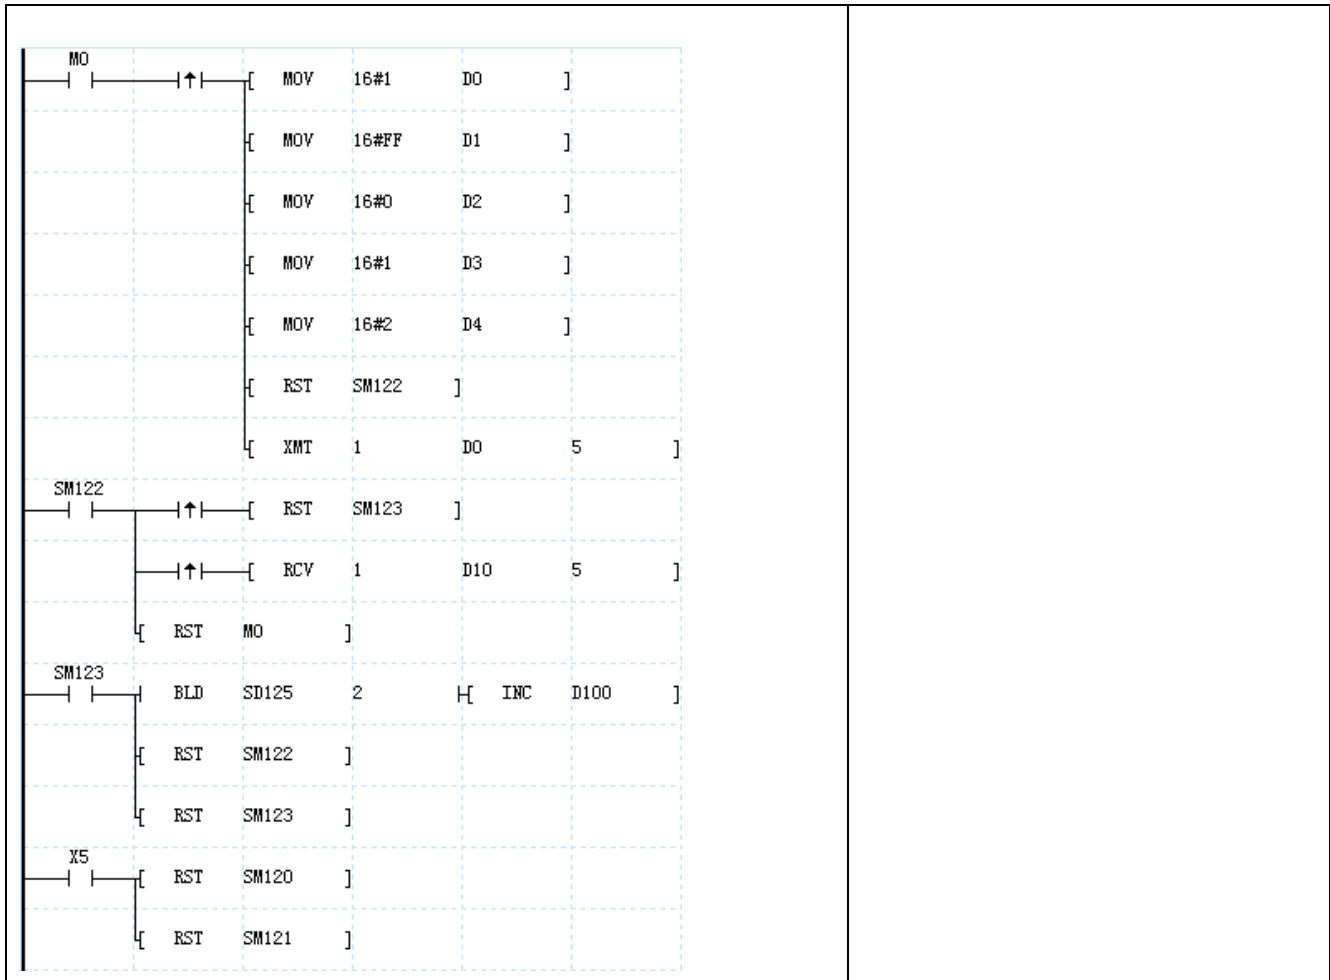 M0
[ MOV 16#1 D0 ]
[ MOV 16#FF D1 ]
[ MOV 16#0 D2 ]
[ MOV 16#1 D3 ]
[ MOV 16#2 D4 ]
[ RST SM122 ]
[ XMT 1 D0 5 ]
SM122
[ RST SM123 ]
[ RCV 1 D10 5 ]
[ RST M0 ]
SM123
BLD SD125 2 [ INC D100 ]
[ RST SM122 ]
[ RST SM123 ]
X5
[ RST SM120 ]
[ RST SM121 ]